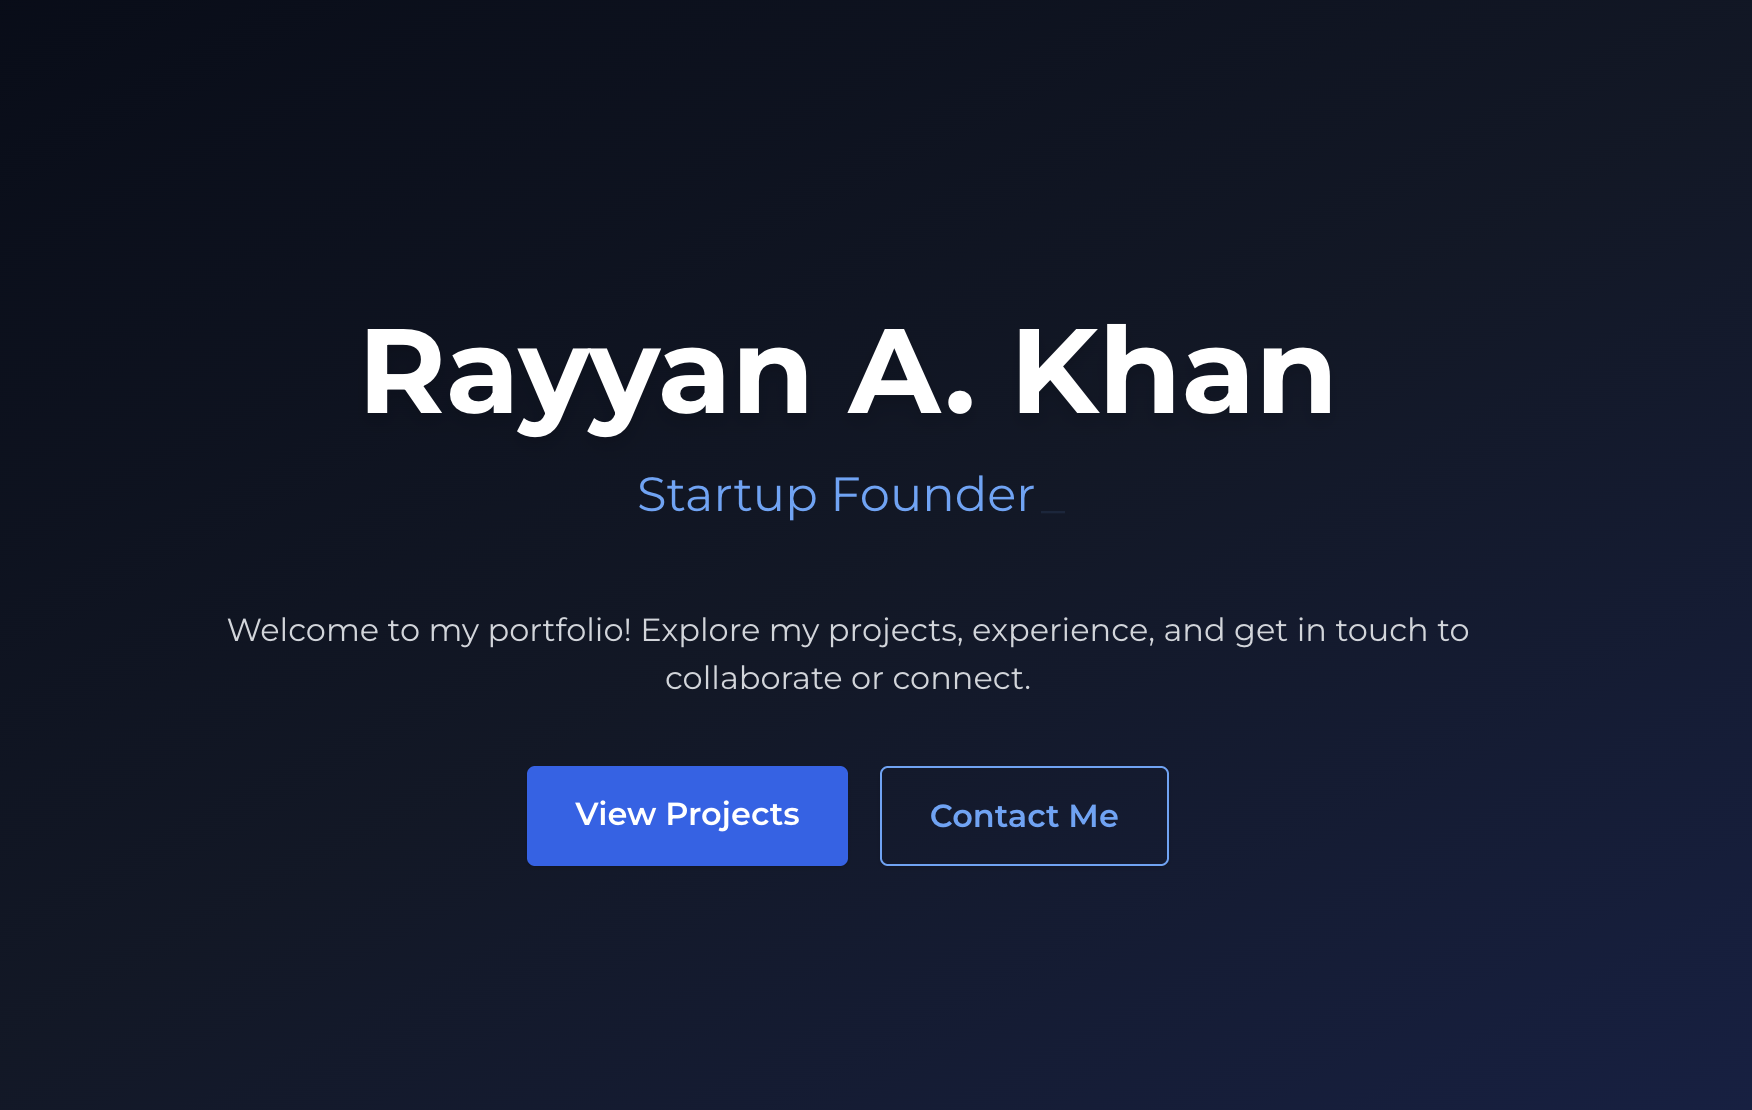 Rayyan A. Khan
Startup Founder_
Welcome to my portfolio! Explore my projects, experience, and get in touch to
collaborate or connect.
View Projects
Contact Me